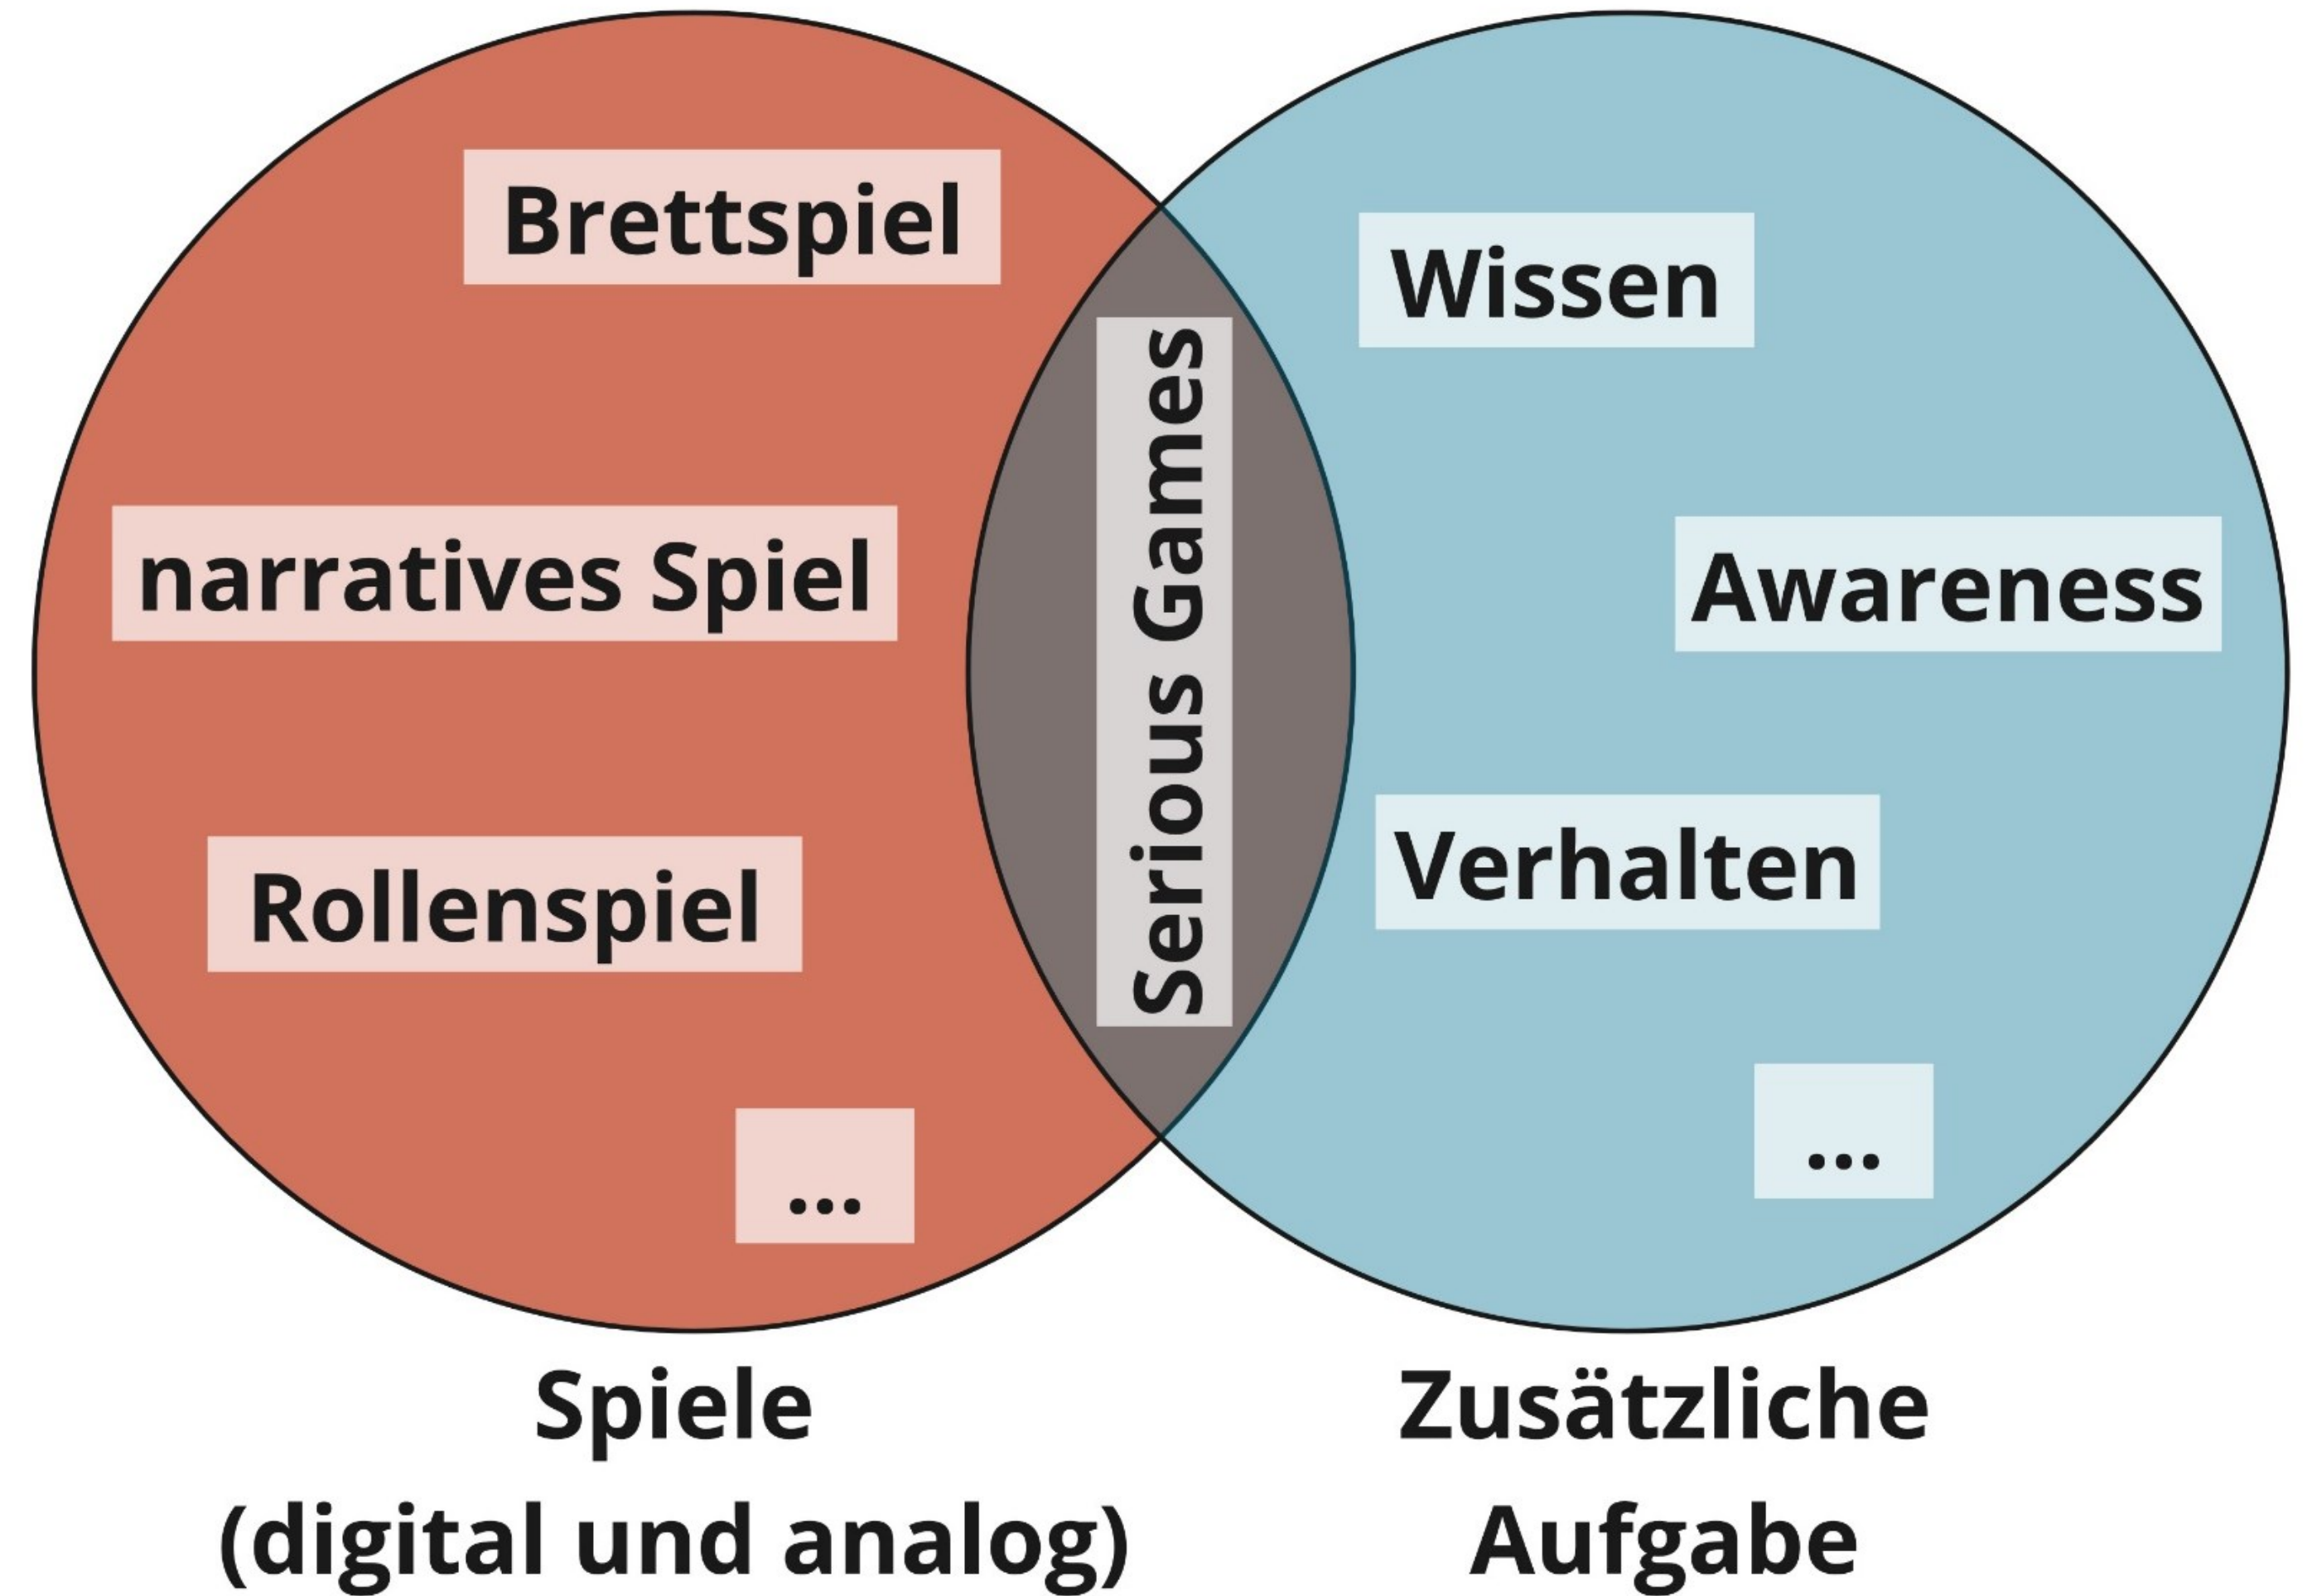 Brettspiel
narratives Spiel
Rollenspiel
...
Serious Games
Wissen
Awareness
Verhalten
...
Spiele
(digital und analog)
Zusätzliche
Aufgabe